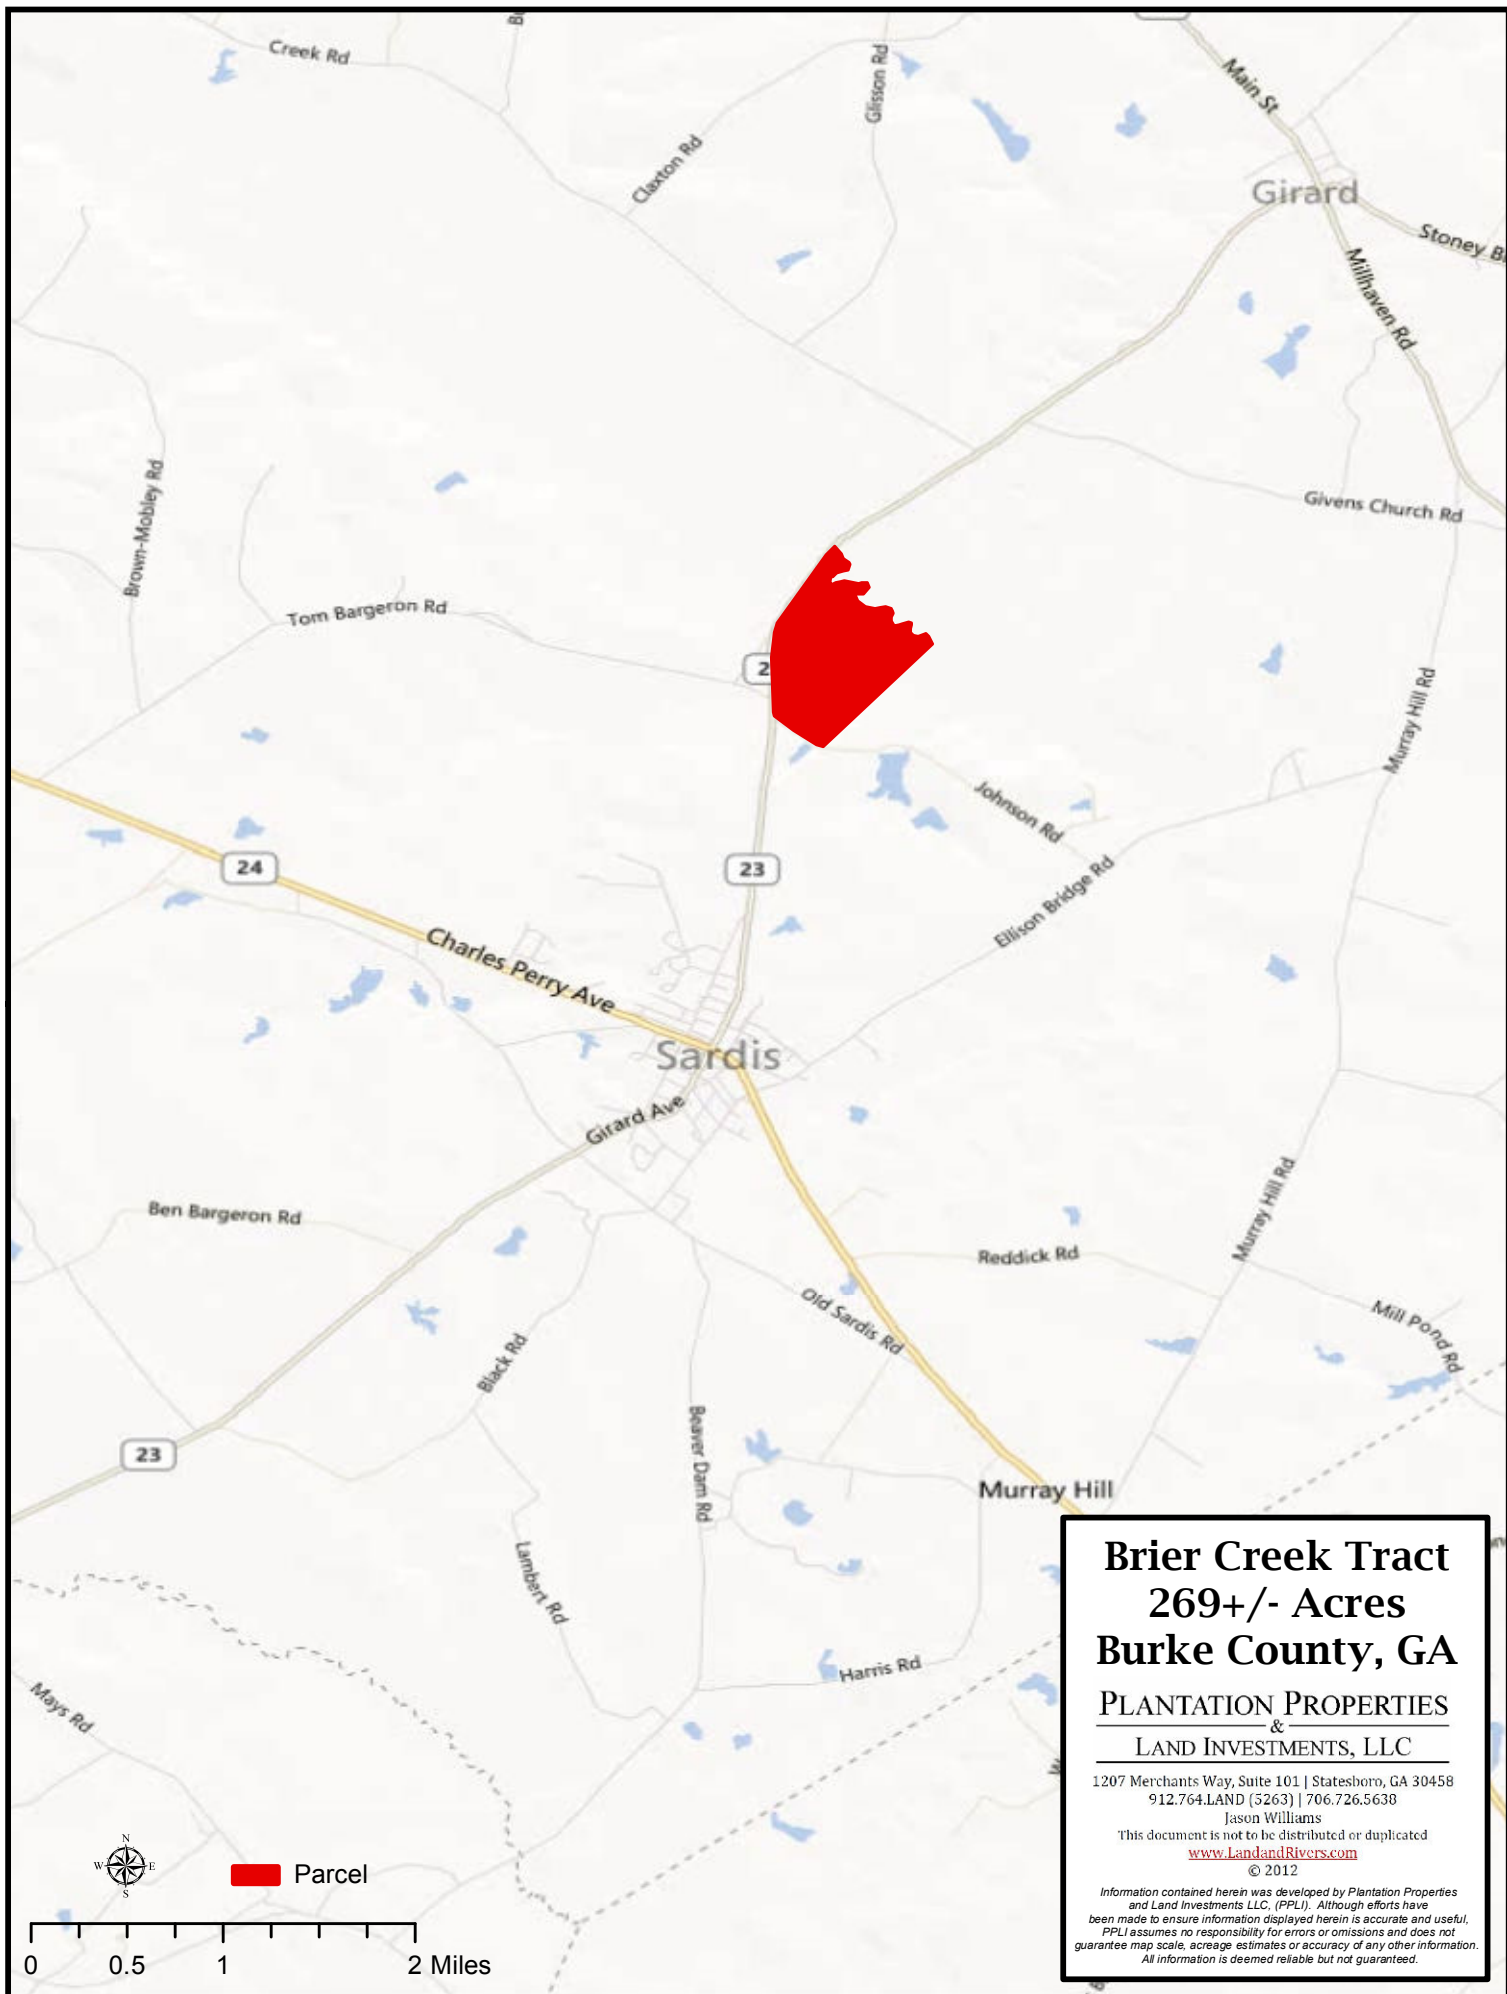 Creek Rd
Glisson Rd
Main St
Claxton Rd
Girard
Stoney B
Millhaven Rd
Brown-Mobley Rd
Givens Church Rd
Tom Bargeron Rd
2
Murray Hill Rd
Johnson Rd
24
23
Ellison Bridge Rd
Charles Perry Ave
Sardis
Girard Ave
Ben Bargeron Rd
Murray Hill Rd
Reddick Rd
Old Sardis Rd
Mill Pond Rd
Black Rd
Beaver Dam Rd
23
Murray Hill
Lambert Rd
Harris Rd
Mays Rd
Brier Creek Tract
269+/- Acres
Burke County, GA
PLANTATION PROPERTIES
&
LAND INVESTMENTS, LLC
1207 Merchants Way, Suite 101 | Statesboro, GA 30458
912.764.LAND (5263) | 706.726.5638
Jason Williams
This document is not to be distributed or duplicated
www.LandandRivers.com
© 2012
Information contained herein was developed by Plantation Properties
and Land Investments LLC, (PPLI). Although efforts have
been made to ensure information displayed herein is accurate and useful,
PPLI assumes no responsibility for errors or omissions and does not
guarantee map scale, acreage estimates or accuracy of any other information.
All information is deemed reliable but not guaranteed.
N
W E
S
Parcel
0 0.5 1 2 Miles